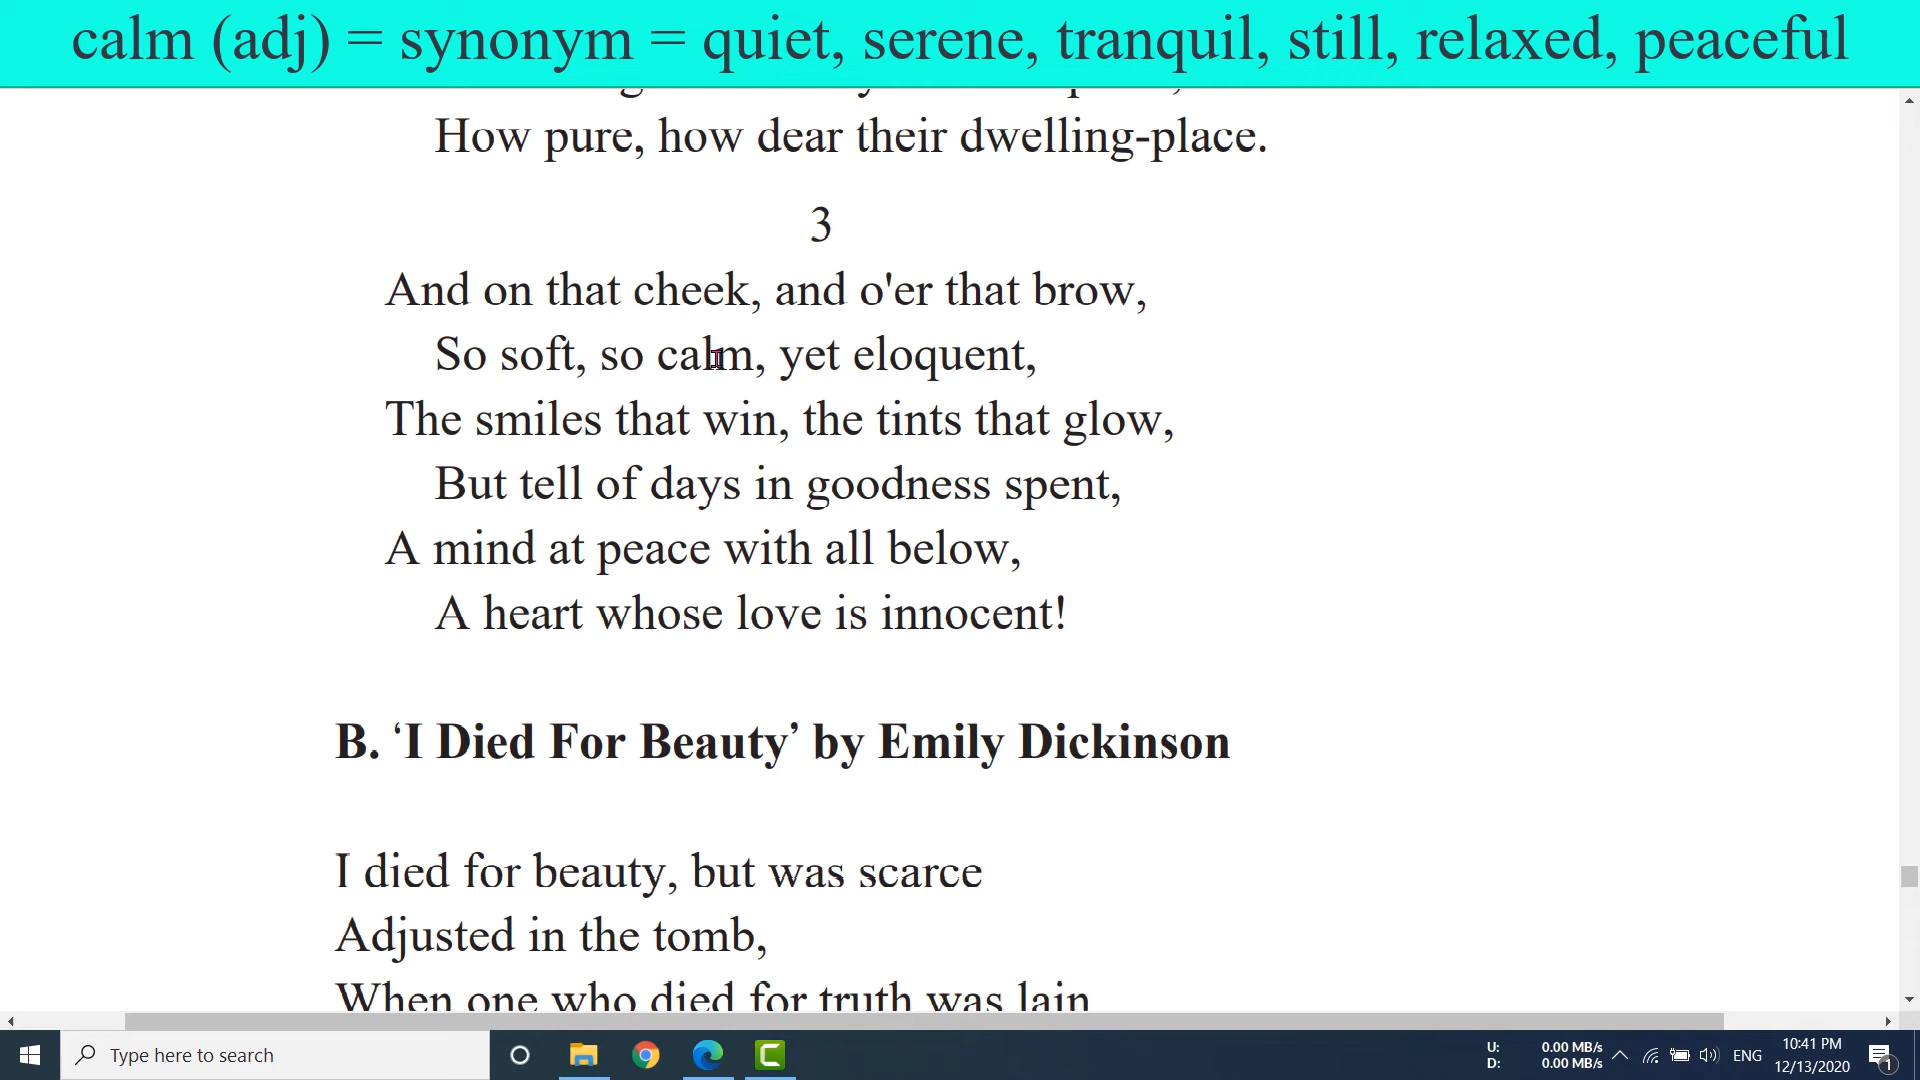 calm (adj) = synonym = quiet, serene, tranquil, still, relaxed, peaceful
How pure, how dear their dwelling-place.
3
And on that cheek, and o'er that brow,
So soft, so calm, yet eloquent,
The smiles that win, the tints that glow,
But tell of days in goodness spent,
A mind at peace with all below,
A heart whose love is innocent!
B. ‘I Died For Beauty’ by Emily Dickinson
I died for beauty, but was scarce
Adjusted in the tomb,
When one who died for truth was lain
Type here to search
U: 0.00 MB/s
D: 0.00 MB/s
ENG
10:41 PM
12/13/2020
1